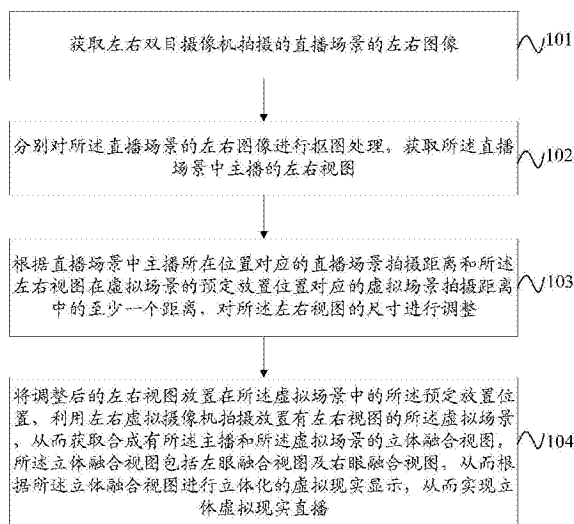 获取左右双目摄像机拍摄的直播场景的左右图像
101
分别对所述直播场景的左右图像进行抠图处理，获取所述直播
场景中主播的左右视图
102
根据直播场景中主播所在位置对应的直播场景拍摄距离和所述
左右视图在虚拟场景的预定放置位置对应的虚拟场景拍摄距离
中的至少一个距离，对所述左右视图的尺寸进行调整
103
将调整后的左右视图放置在所述虚拟场景中的所述预定放置位
置、利用左右虚拟摄像机拍摄放置有左右视图的所述虚拟场景
、从而获取合成有所述主播和所述虚拟场景的立体融合视图，
所述立体融合视图包括左眼融合视图及右眼融合视图，从而根
据所述立体融合视图进行立体化的虚拟现实显示，从而实现立
体虚拟现实直播
104